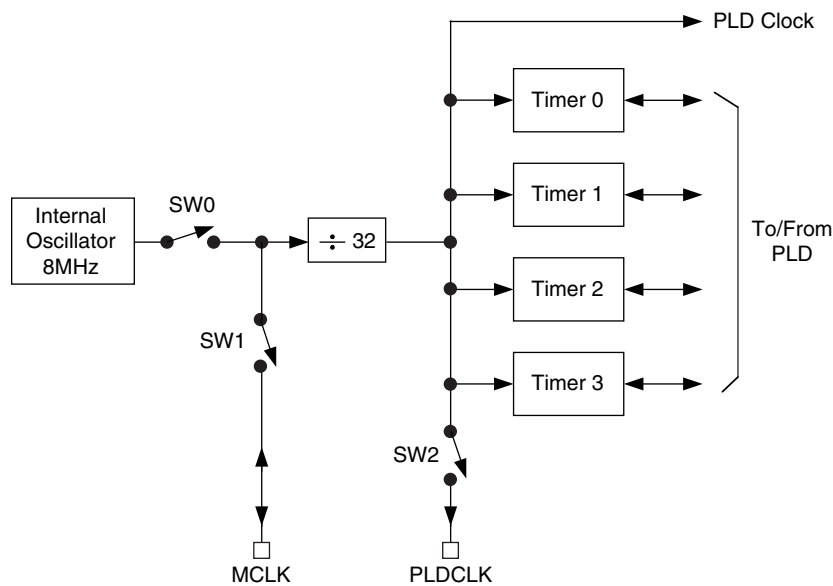 PLD Clock
Timer 0
Timer 1
SW0
Internal
Oscillator
8MHz
÷ 32
To/From
PLD
Timer 2
SW1
Timer 3
SW2
MCLK
PLDCLK